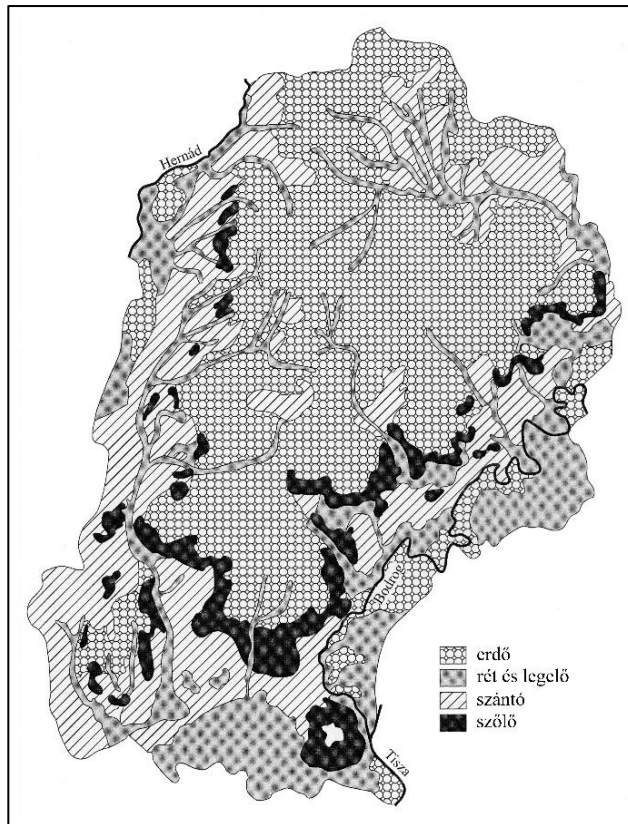 Hernád
Bodrog
Tisza
erdő
rét és legelő
szántó
szőlő